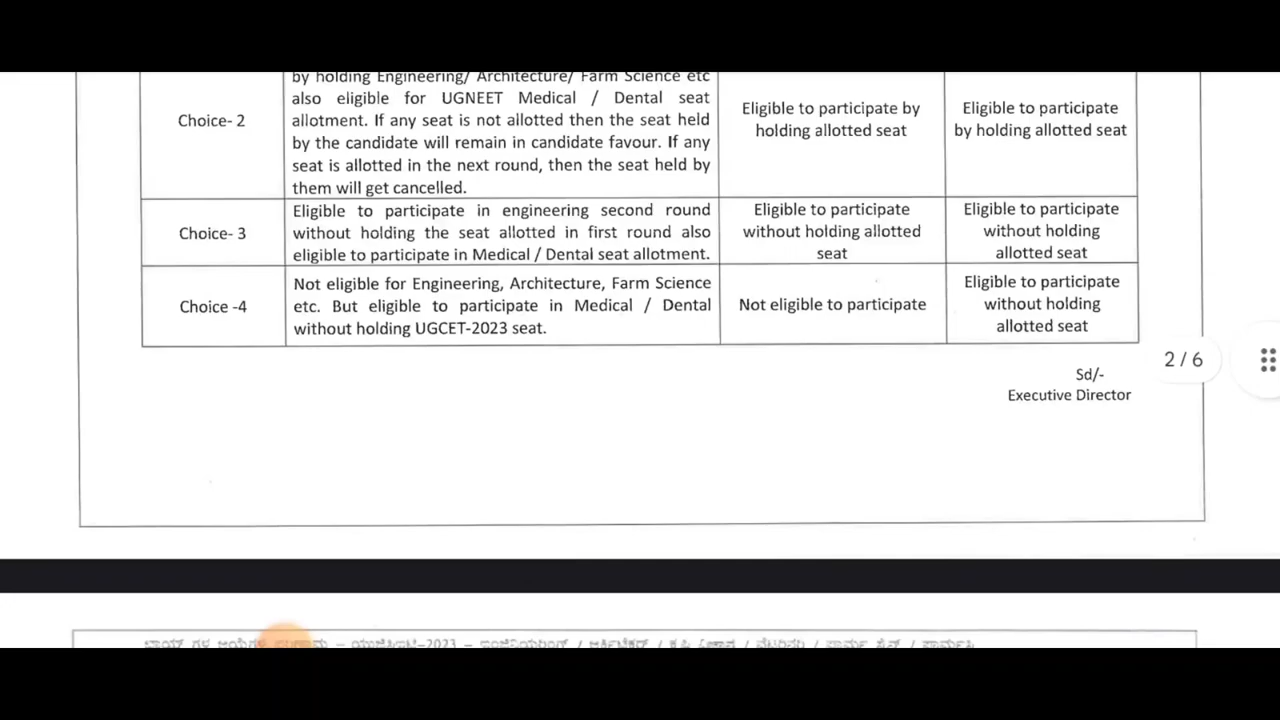 by holding Engineering/ Architecture/ Farm Science etc
also eligible for UGNEET Medical / Dental seat
allotment. If any seat is not allotted then the seat held
by the candidate will remain in candidate favour. If any
seat is allotted in the next round, then the seat held by
them will get cancelled.
Choice- 2
Eligible to participate by
holding allotted seat
Eligible to participate
by holding allotted seat
Choice- 3
Eligible to participate in engineering second round
without holding the seat allotted in first round also
eligible to participate in Medical / Dental seat allotment.
Eligible to participate
without holding allotted
seat
Eligible to participate
without holding
allotted seat
Choice -4
Not eligible for Engineering, Architecture, Farm Science
etc. But eligible to participate in Medical / Dental
without holding UGCET-2023 seat.
Not eligible to participate
Eligible to participate
without holding
allotted seat
2 / 6
Sd/-
Executive Director
– ಯುಜಿಸಿಇಟಿ-2023 – ಇಂಜಿನಿಯರಿಂಗ್ / ಆರ್ಕಿಟೆಕ್ಚರ್ / ಕೃಷಿ ವಿಜ್ಞಾನ /